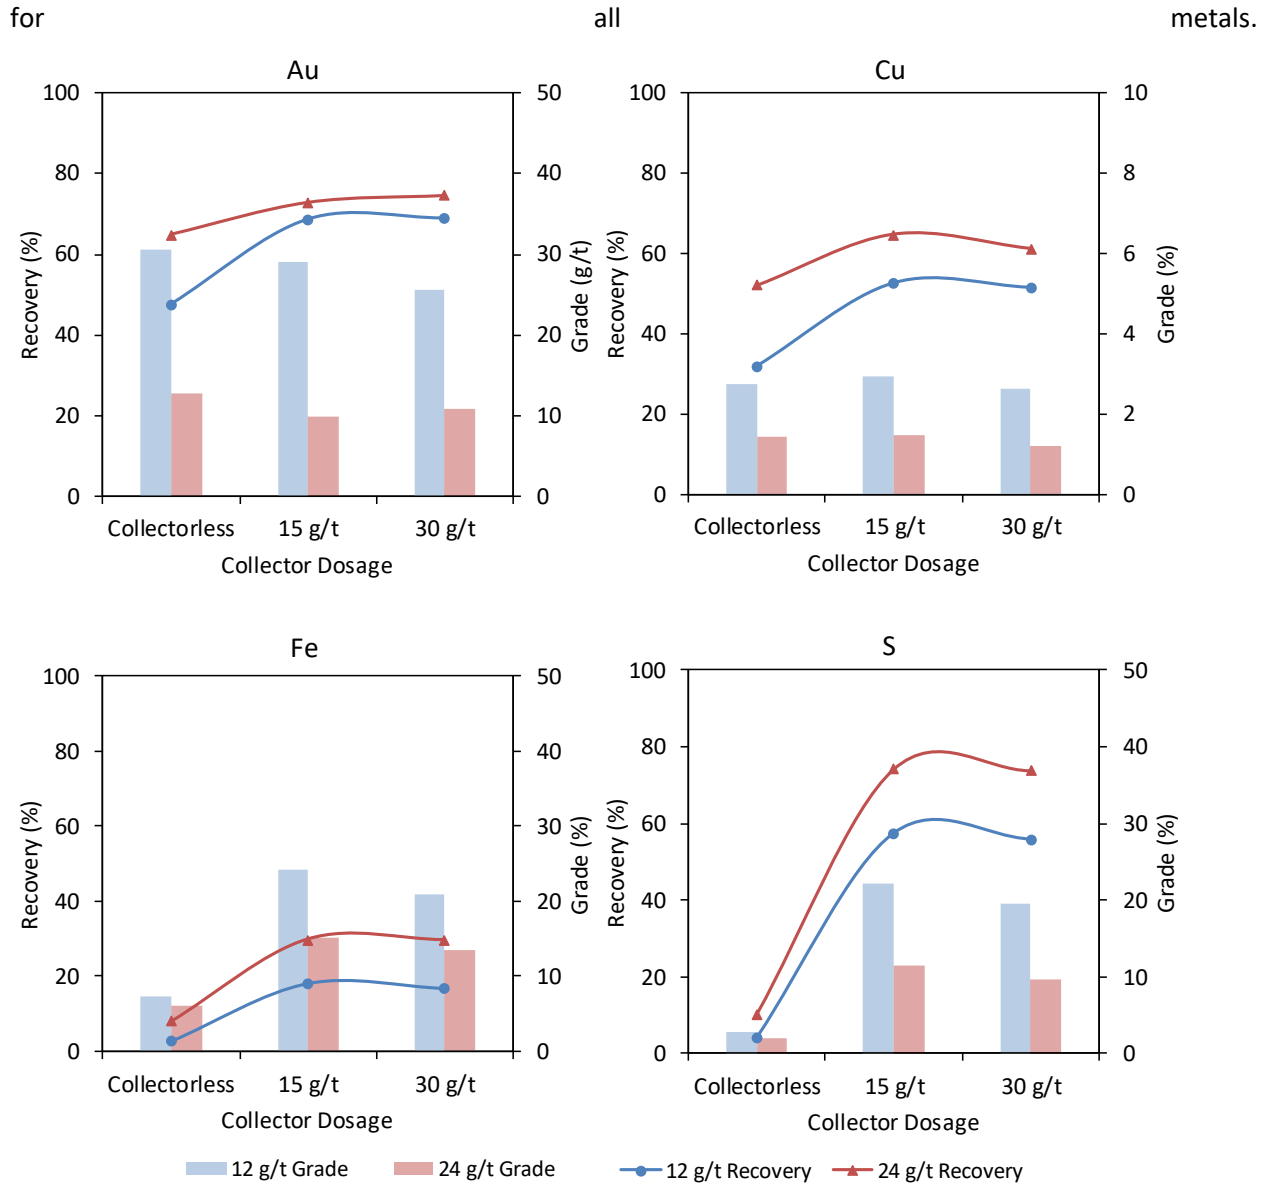 for all metals.
Au
100
80
60
40
20
0
Recovery (%)
50
40
30
20
10
0
Grade (g/t)
Collectorless 15 g/t 30 g/t
Collector Dosage
Cu
100
80
60
40
20
0
Recovery (%)
10
8
6
4
2
0
Grade (%)
Collectorless 15 g/t 30 g/t
Collector Dosage
Fe
100
80
60
40
20
0
Recovery (%)
50
40
30
20
10
0
Grade (%)
Collectorless 15 g/t 30 g/t
Collector Dosage
S
100
80
60
40
20
0
Recovery (%)
50
40
30
20
10
0
Grade (%)
Collectorless 15 g/t 30 g/t
Collector Dosage
12 g/t Grade 24 g/t Grade 12 g/t Recovery 24 g/t Recovery